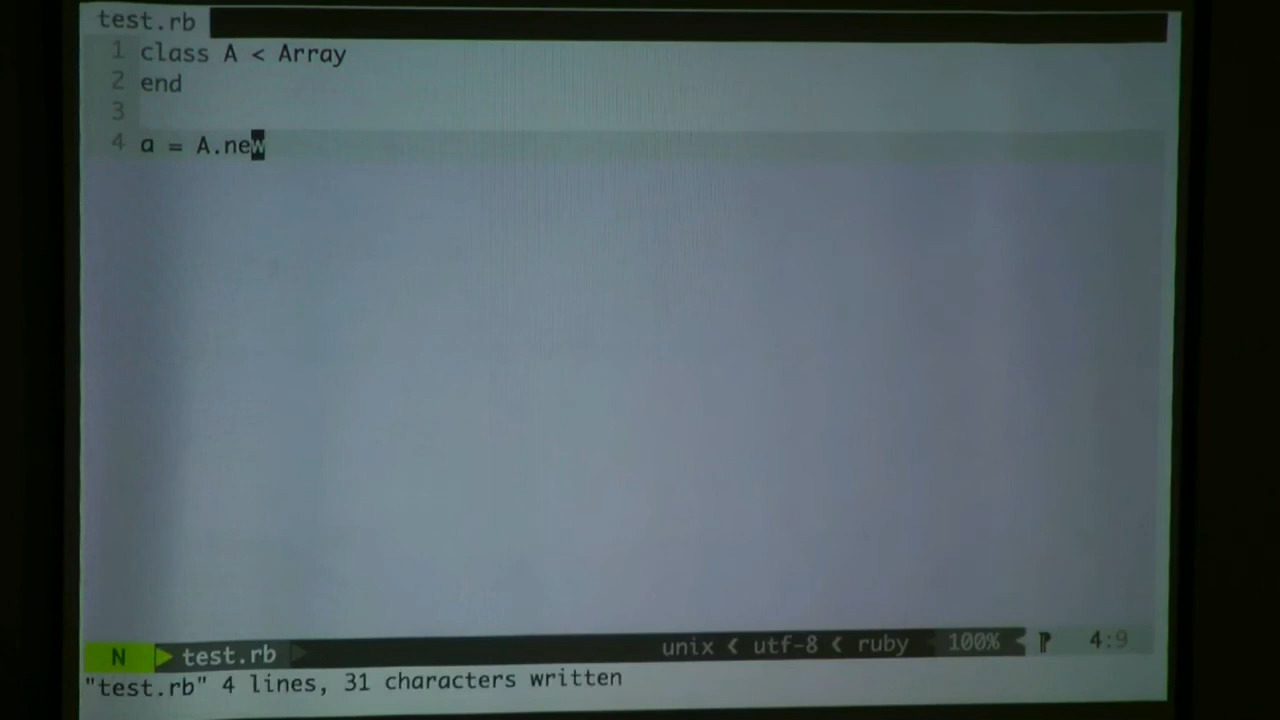 test.rb
1 class A < Array
2 end
3
4 a = A.new
N test.rb unix utf-8 ruby 100% 4:9
"test.rb" 4 lines, 31 characters written